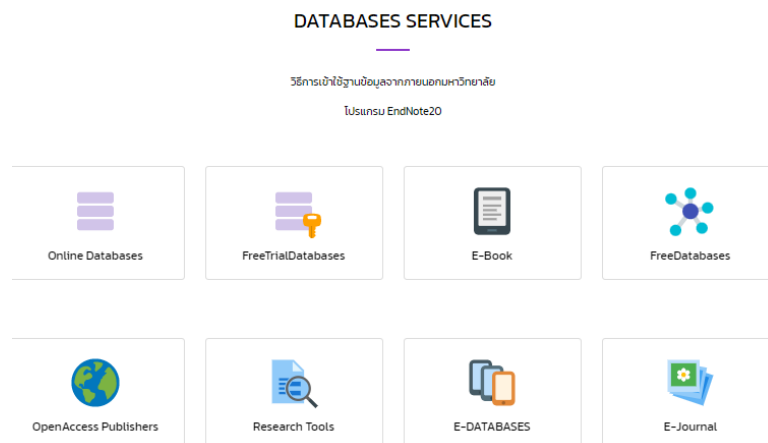 DATABASES SERVICES
วิธีการเข้าใช้ฐานข้อมูลจากภายนอกมหาวิทยาลัย
โปรแกรม EndNote20
Online Databases
FreeTrialDatabases
E-Book
FreeDatabases
OpenAccess Publishers
Research Tools
E-DATABASES
E-Journal